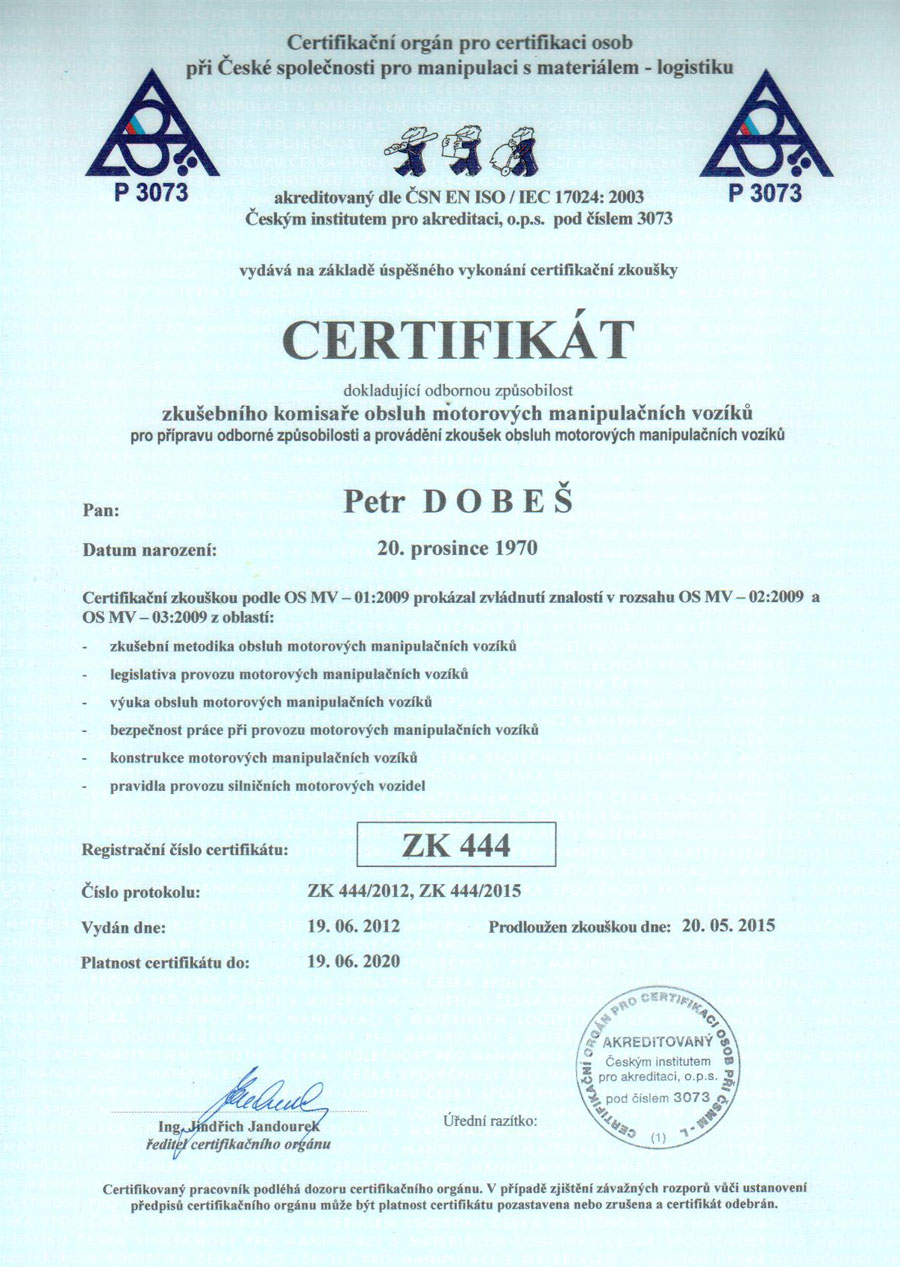 Certifikační orgán pro certifikaci osob
při České společnosti pro manipulaci s materiálem - logistiku
P 3073
P 3073
akreditovaný dle ČSN EN ISO / IEC 17024: 2003
Českým institutem pro akreditaci, o.p.s. pod číslem 3073
vydává na základě úspěšného vykonání certifikační zkoušky
CERTIFIKÁT
dokladující odbornou způsobilost
zkušebního komisaře obsluh motorových manipulačních vozíků
pro přípravu odborné způsobilosti a provádění zkoušek obsluh motorových manipulačních vozíků
Pan: Petr D O B E Š
Datum narození: 20. prosince 1970
Certifikační zkouškou podle OS MV – 01:2009 prokázal zvládnutí znalostí v rozsahu OS MV – 02:2009 a
OS MV – 03:2009 z oblastí:
- zkušební metodika obsluh motorových manipulačních vozíků
- legislativa provozu motorových manipulačních vozíků
- výuka obsluh motorových manipulačních vozíků
- bezpečnost práce při provozu motorových manipulačních vozíků
- konstrukce motorových manipulačních vozíků
- pravidla provozu silničních motorových vozidel
Registrační číslo certifikátu: ZK 444
Číslo protokolu: ZK 444/2012, ZK 444/2015
Vydán dne: 19. 06. 2012 Prodloužen zkouškou dne: 20. 05. 2015
Platnost certifikátu do: 19. 06. 2020
CERTIFIKAČNÍ ORGÁN PRO CERTIFIKACI OSOB PŘI ČSMM - L
AKREDITOVANÝ
Českým institutem
pro akreditaci, o.p.s.
pod číslem 3073
(1)
Úřední razítko:
Ing. Jindřich Jandourek
ředitel certifikačního orgánu
Certifikovaný pracovník podléhá dozoru certifikačního orgánu. V případě zjištění závažných rozporů vůči ustanovení
předpisů certifikačního orgánu může být platnost certifikátu pozastavena nebo zrušena a certifikát odebrán.